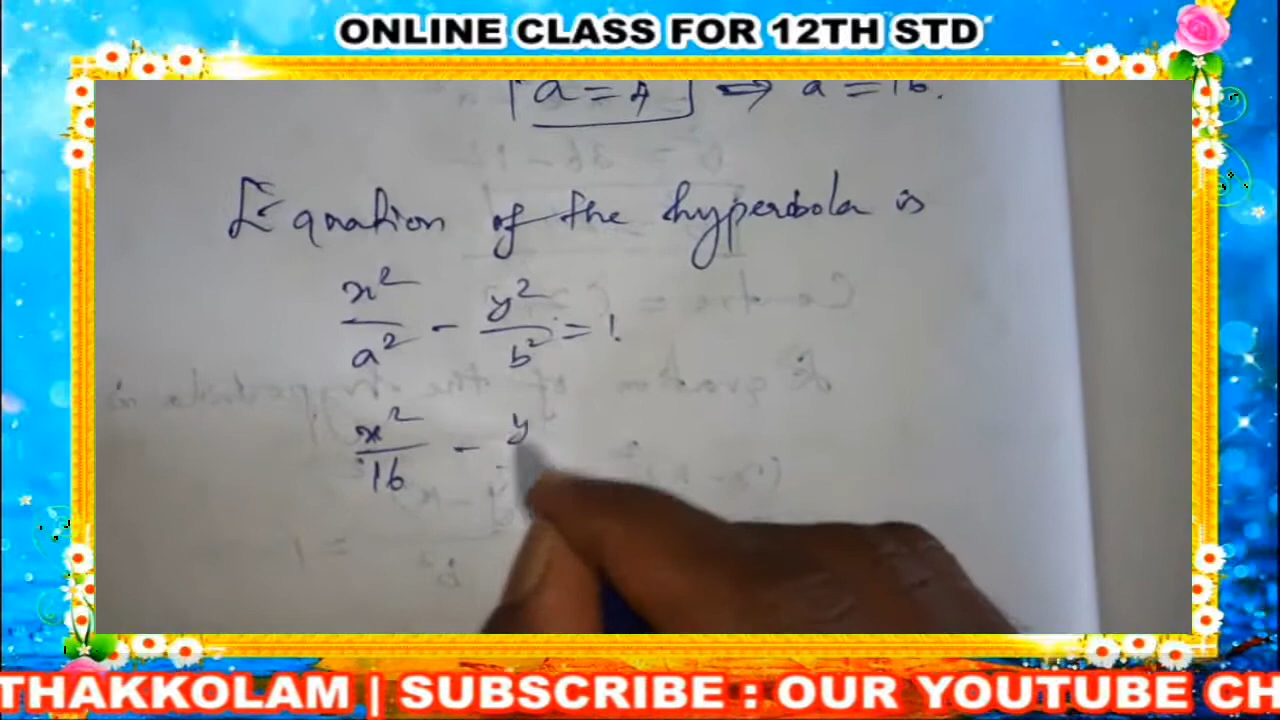 ONLINE CLASS FOR 12TH STD
a = 4 ⇒ a = 16.
Equation of the hyperbola is
x²/a² - y²/b² = 1.
x²/16 - y
THAKKOLAM | SUBSCRIBE : OUR YOUTUBE CH